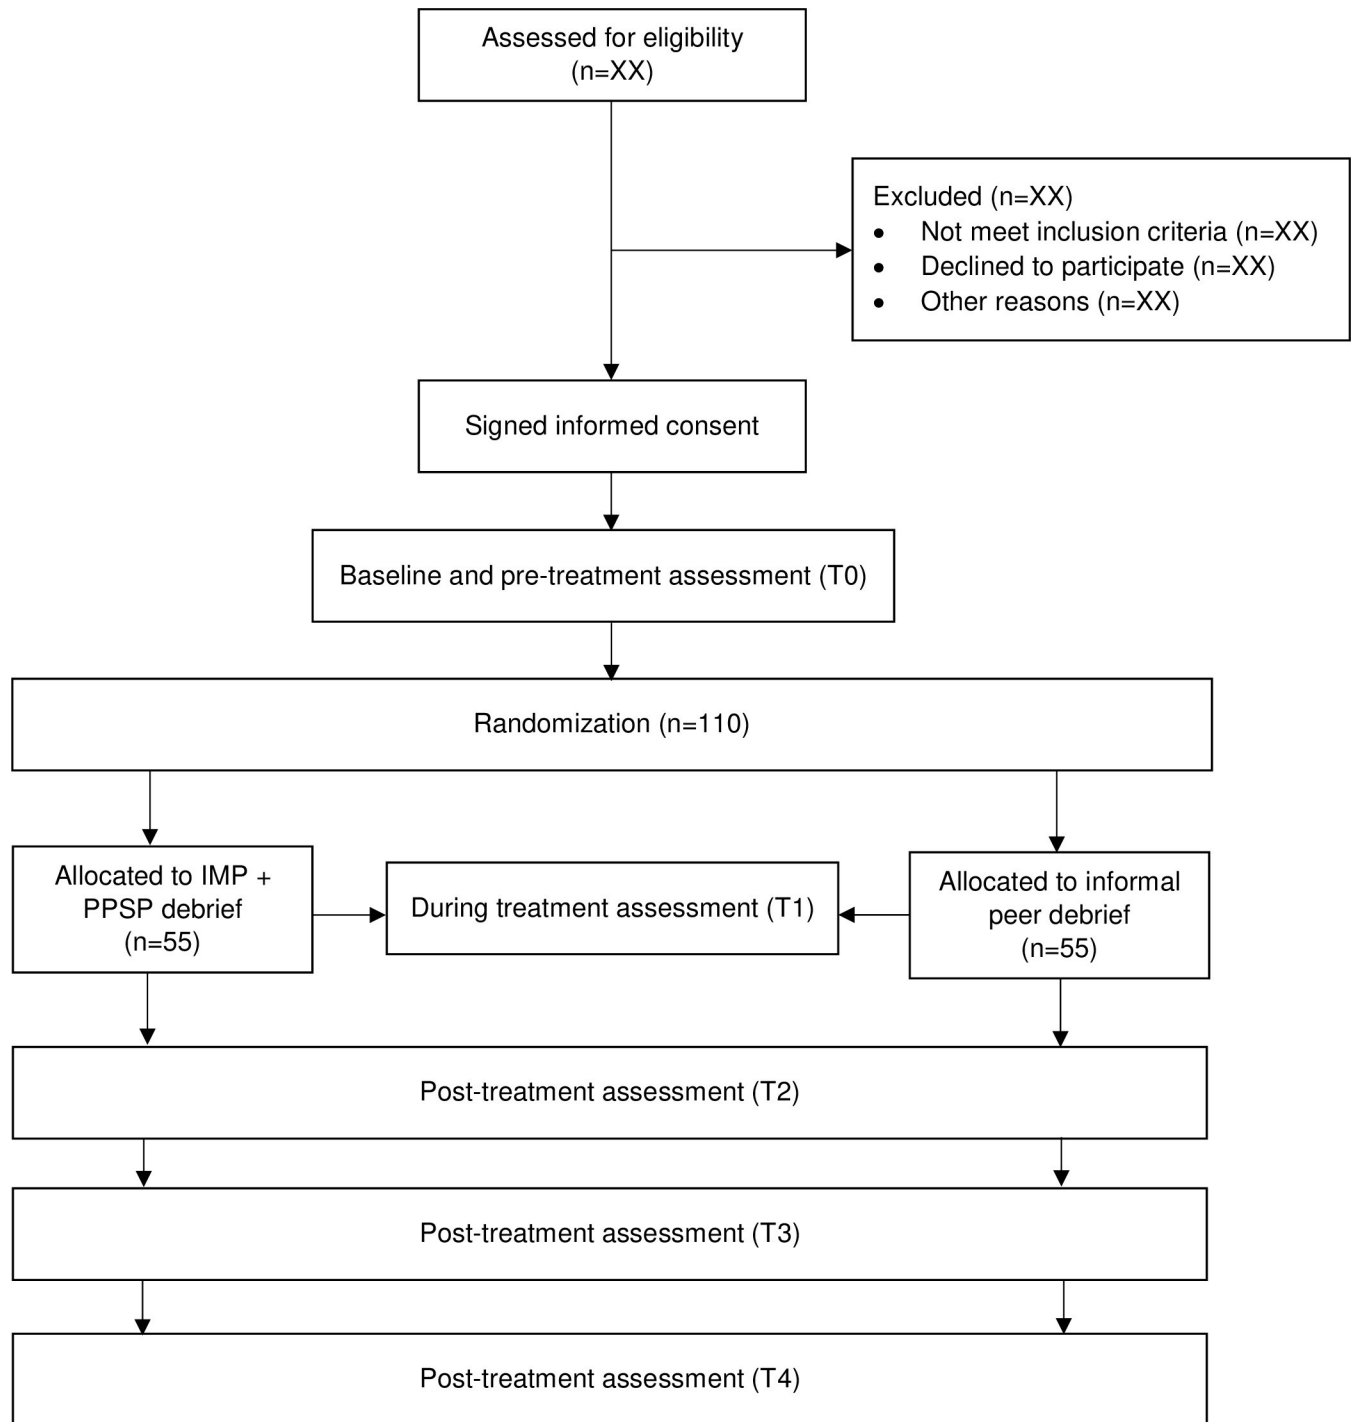 Assessed for eligibility
(n=XX)
Excluded (n=XX)
• Not meet inclusion criteria (n=XX)
• Declined to participate (n=XX)
• Other reasons (n=XX)
Signed informed consent
Baseline and pre-treatment assessment (T0)
Randomization (n=110)
Allocated to IMP +
PPSP debrief
(n=55)
During treatment assessment (T1)
Allocated to informal
peer debrief
(n=55)
Post-treatment assessment (T2)
Post-treatment assessment (T3)
Post-treatment assessment (T4)